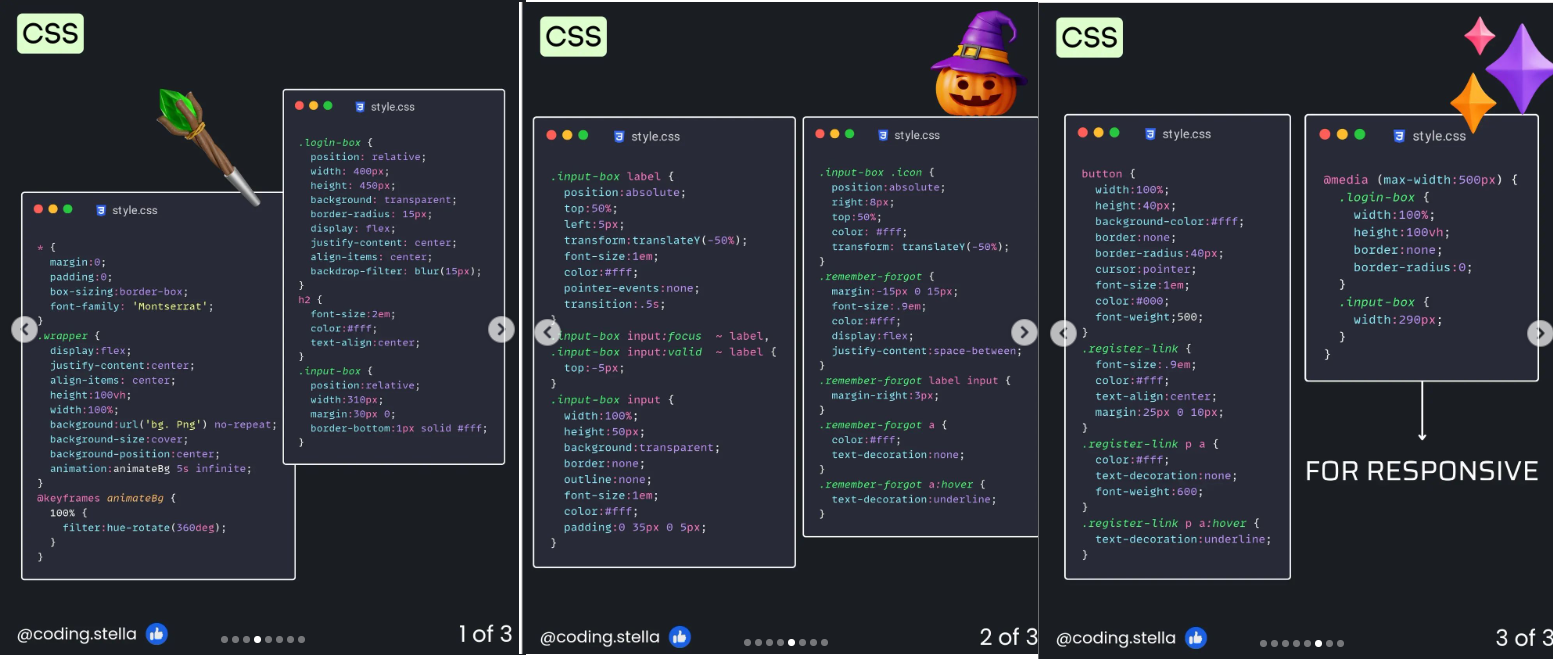 CSS
style.css
* {
margin:0;
padding:0;
box-sizing:border-box;
font-family: 'Montserrat';
}
.wrapper {
display:flex;
justify-content:center;
align-items: center;
height:100vh;
width:100%;
background:url('bg. Png') no-repeat;
background-size:cover;
background-position:center;
animation:animateBg 5s infinite;
}
@keyframes animateBg {
100% {
filter:hue-rotate(360deg);
}
}
style.css
.login-box {
position: relative;
width: 400px;
height: 450px;
background: transparent;
border-radius: 15px;
display: flex;
justify-content: center;
align-items: center;
backdrop-filter: blur(15px);
}
h2 {
font-size:2em;
color:#fff;
text-align:center;
}
.input-box {
position:relative;
width:310px;
margin:30px 0;
border-bottom:1px solid #fff;
}
@coding.stella
1 of 3
CSS
style.css
.input-box label {
position:absolute;
top:50%;
left:5px;
transform:translateY(-50%);
font-size:1em;
color:#fff;
pointer-events:none;
transition:.5s;
}
.input-box input:focus ~ label,
.input-box input:valid ~ label {
top:-5px;
}
.input-box input {
width:100%;
height:50px;
background:transparent;
border:none;
outline:none;
font-size:1em;
color:#fff;
padding:0 35px 0 5px;
}
style.css
.input-box .icon {
position:absolute;
right:8px;
top:50%;
color: #fff;
transform: translateY(-50%);
}
.remember-forgot {
margin:-15px 0 15px;
font-size:.9em;
color:#fff;
display:flex;
justify-content:space-between;
}
.remember-forgot label input {
margin-right:3px;
}
.remember-forgot a {
color:#fff;
text-decoration:none;
}
.remember-forgot a:hover {
text-decoration:underline;
}
@coding.stella
2 of 3
CSS
style.css
button {
width:100%;
height:40px;
background-color:#fff;
border:none;
border-radius:40px;
cursor:pointer;
font-size:1em;
color:#000;
font-weight;500;
}
.register-link {
font-size:.9em;
color:#fff;
text-align:center;
margin:25px 0 10px;
}
.register-link p a {
color:#fff;
text-decoration:none;
font-weight:600;
}
.register-link p a:hover {
text-decoration:underline;
}
style.css
@media (max-width:500px) {
.login-box {
width:100%;
height:100vh;
border:none;
border-radius:0;
}
.input-box {
width:290px;
}
}
FOR RESPONSIVE
@coding.stella
3 of 3